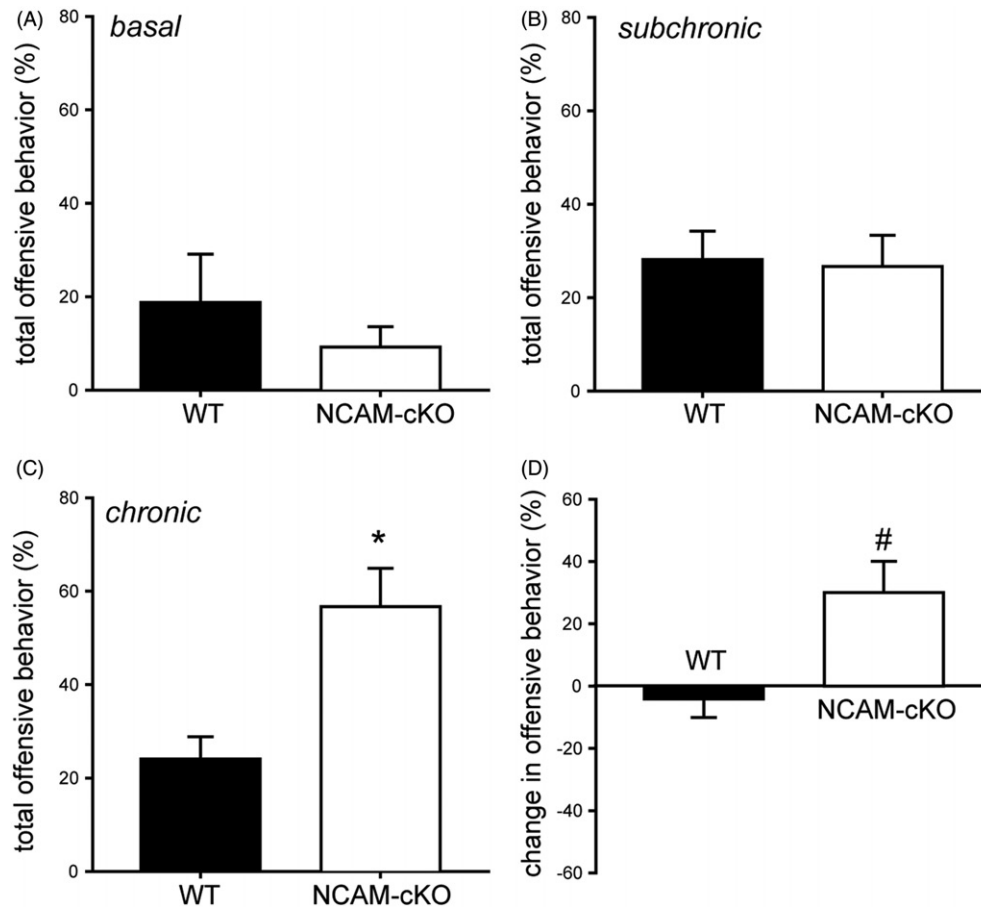 (A)
basal
total offensive behavior (%)
80
60
40
20
0
WT NCAM-cKO
(B)
subchronic
total offensive behavior (%)
80
60
40
20
0
WT NCAM-cKO
(C)
chronic
total offensive behavior (%)
80
60
40
20
0
*
WT NCAM-cKO
(D)
change in offensive behavior (%)
60
40
20
0
-20
-40
-60
#
WT
NCAM-cKO